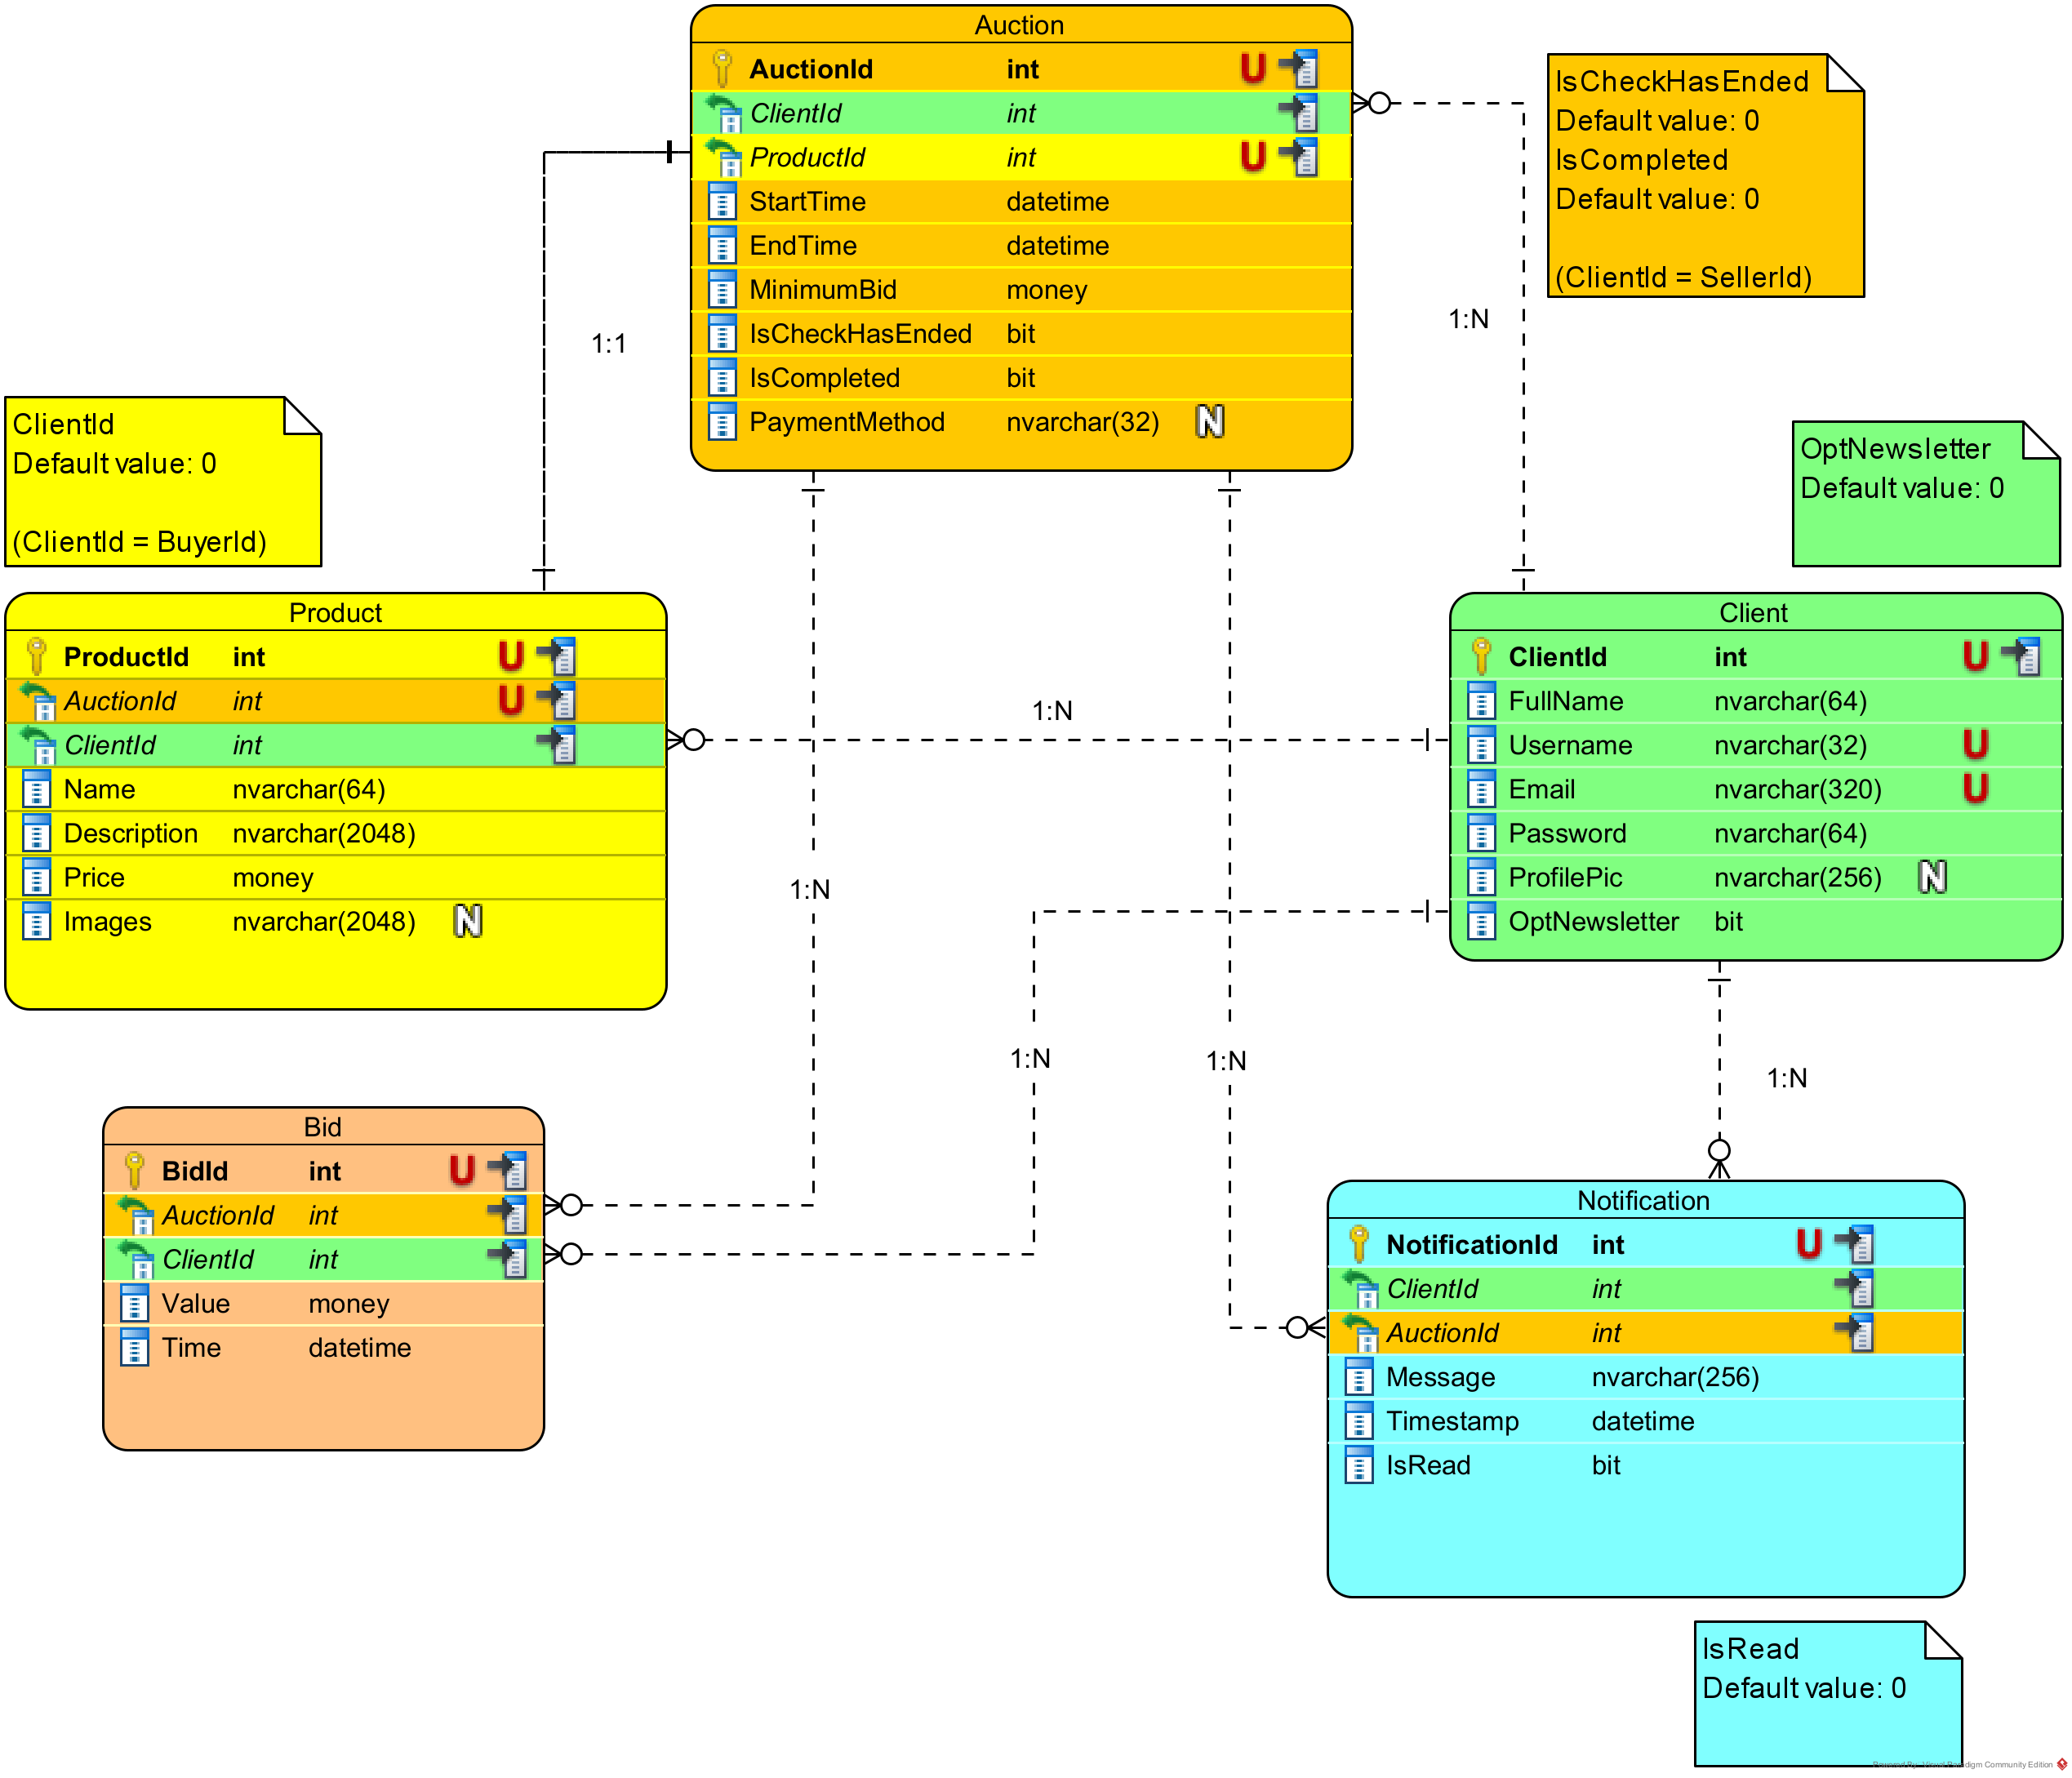 Auction
AuctionId int U
ClientId int
ProductId int U
StartTime datetime
EndTime datetime
MinimumBid money
IsCheckHasEnded bit
IsCompleted bit
PaymentMethod nvarchar(32) N
IsCheckHasEnded
Default value: 0
IsCompleted
Default value: 0
(ClientId = SellerId)
1:1
1:N
ClientId
Default value: 0
(ClientId = BuyerId)
OptNewsletter
Default value: 0
Product
ProductId int U
AuctionId int U
ClientId int
Name nvarchar(64)
Description nvarchar(2048)
Price money
Images nvarchar(2048) N
1:N
Client
ClientId int U
FullName nvarchar(64)
Username nvarchar(32) U
Email nvarchar(320) U
Password nvarchar(64)
ProfilePic nvarchar(256) N
OptNewsletter bit
1:N
1:N
1:N
1:N
Bid
BidId int U
AuctionId int
ClientId int
Value money
Time datetime
Notification
NotificationId int U
ClientId int
AuctionId int
Message nvarchar(256)
Timestamp datetime
IsRead bit
IsRead
Default value: 0
Powered By: Visual Paradigm Community Edition